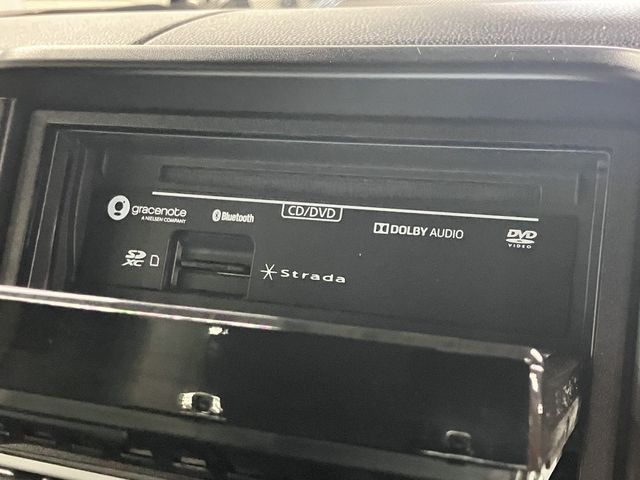 gracenote
A NIELSEN COMPANY
Bluetooth
CD/DVD
DOLBY AUDIO
DVD
VIDEO
SD
XC
Strada